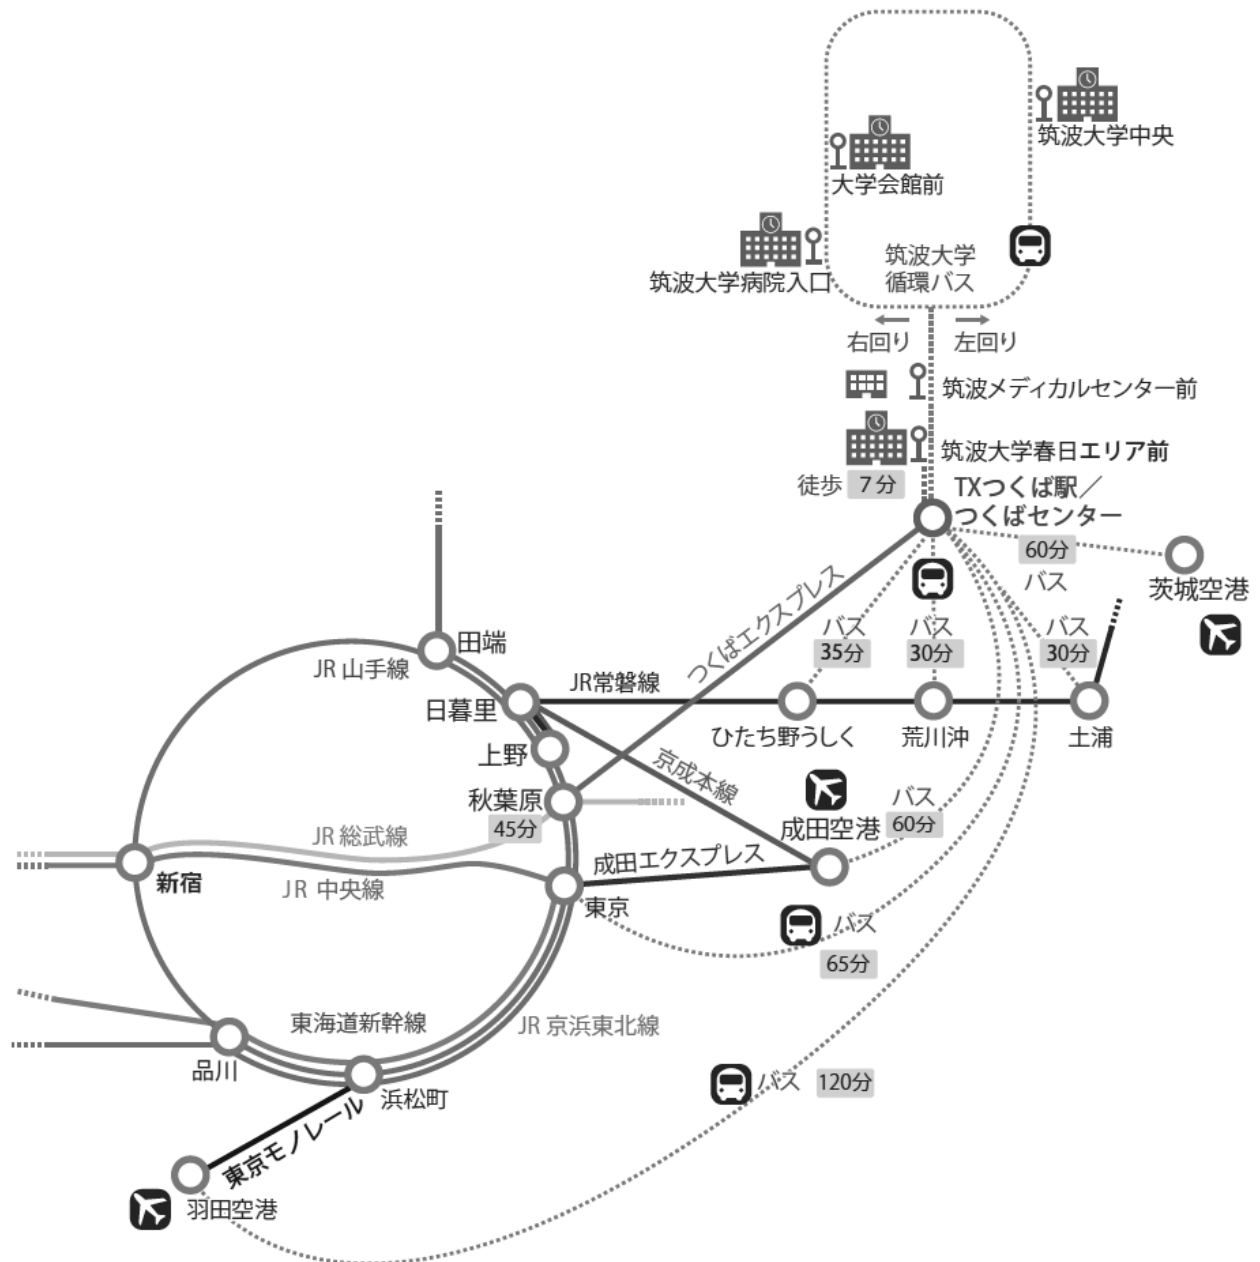 筑波大学中央
大学会館前
筑波大学病院入口
筑波大学
循環バス
右回り
左回り
筑波メディカルセンター前
筑波大学春日エリア前
徒歩 7分
TXつくば駅／
つくばセンター
60分
バス
茨城空港
つくばエクスプレス
バス
35分
バス
30分
バス
30分
田端
JR 山手線
日暮里
JR常磐線
ひたち野うしく
荒川沖
土浦
上野
京成本線
秋葉原
45分
成田空港
バス
60分
JR 総武線
成田エクスプレス
新宿
JR 中央線
東京
バス
65分
東海道新幹線
JR 京浜東北線
品川
浜松町
バス 120分
東京モノレール
羽田空港